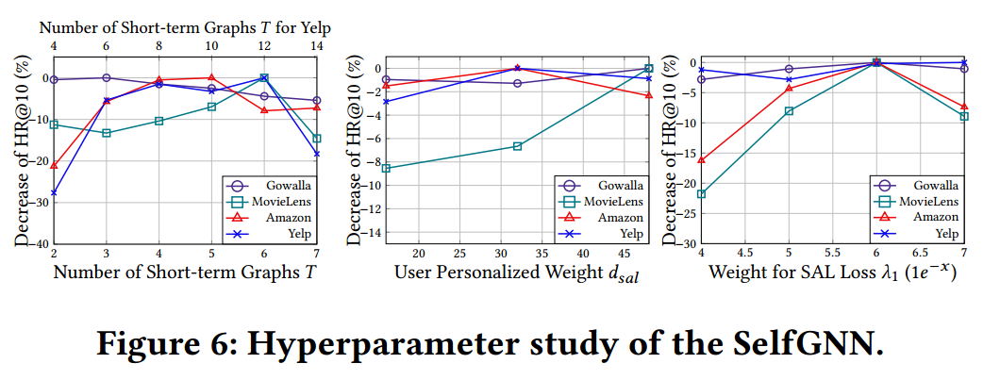 Number of Short-term Graphs T for Yelp
4 6 8 10 12 14
Decrease of HR@10 (%)
0
−10
−20
−30
−40
2 3 4 5 6 7
Number of Short-term Graphs T
Gowalla
MovieLens
Amazon
Yelp
Decrease of HR@10 (%)
0
−2
−4
−6
−8
−10
−12
−14
20 25 30 35 40 45
User Personalized Weight d_sal
Gowalla
MovieLens
Amazon
Yelp
Decrease of HR@10 (%)
0
−5
−10
−15
−20
−25
−30
4 4.5 5 5.5 6 6.5 7
Weight for SAL Loss λ₁ (1e⁻ˣ)
Gowalla
MovieLens
Amazon
Yelp
Figure 6: Hyperparameter study of the SelfGNN.